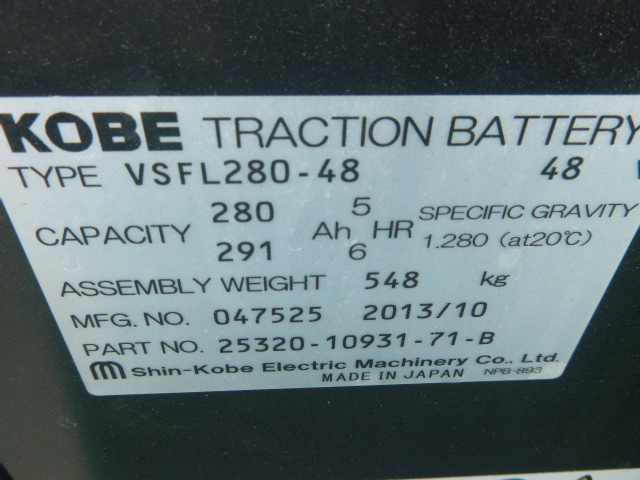 KOBE TRACTION BATTERY
TYPE VSFL280-48 48
CAPACITY 280 Ah 5 HR SPECIFIC GRAVITY
291 6 1.280 (at20℃)
ASSEMBLY WEIGHT 548 kg
MFG. NO. 047525 2013/10
PART NO. 25320-10931-71-B
Shin-Kobe Electric Machinery Co., Ltd.
MADE IN JAPAN NPB-893